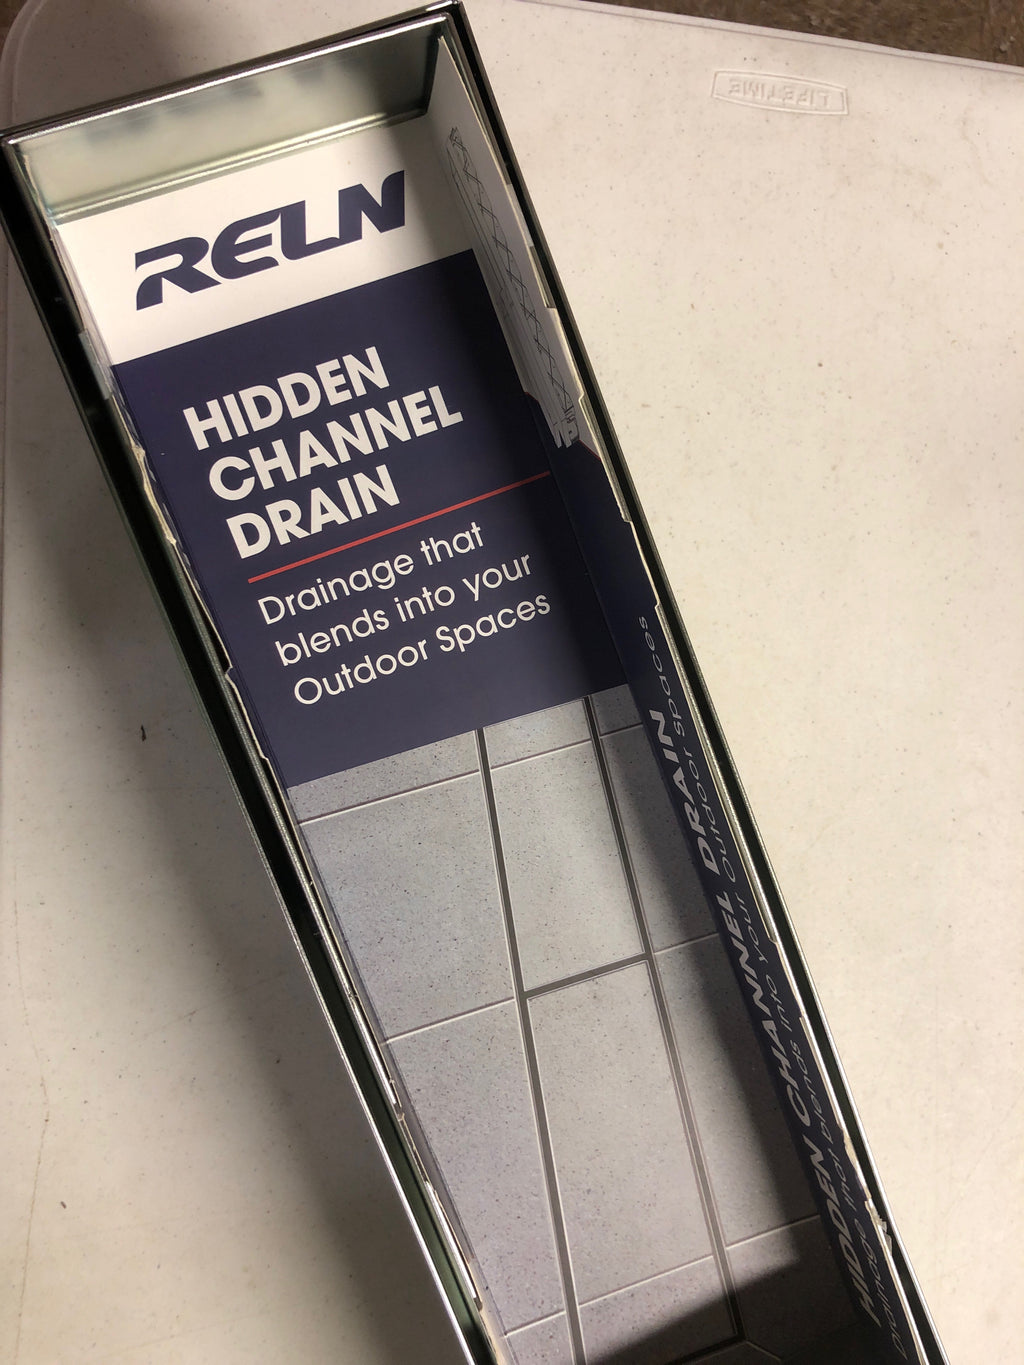 LIFETIME
RELN
HIDDEN
CHANNEL
DRAIN
Drainage that
blends into your
Outdoor Spaces
HIDDEN CHANNEL DRAIN
Drainage that blends into your Outdoor Spaces